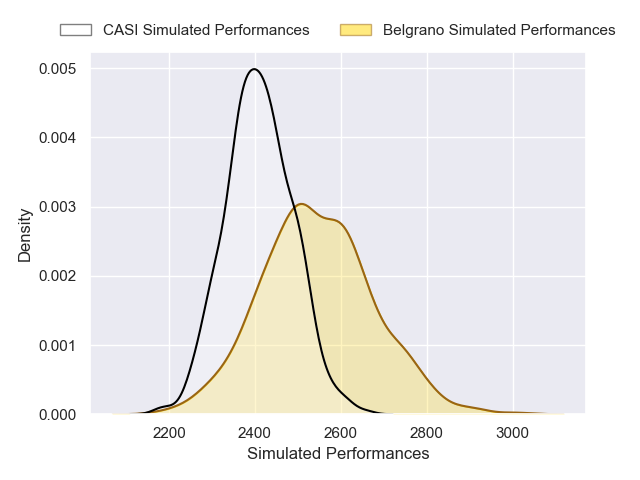 CASI Simulated Performances
Belgrano Simulated Performances
0.005
0.004
0.003
0.002
0.001
0.000
Density
2200 2400 2600 2800 3000
Simulated Performances